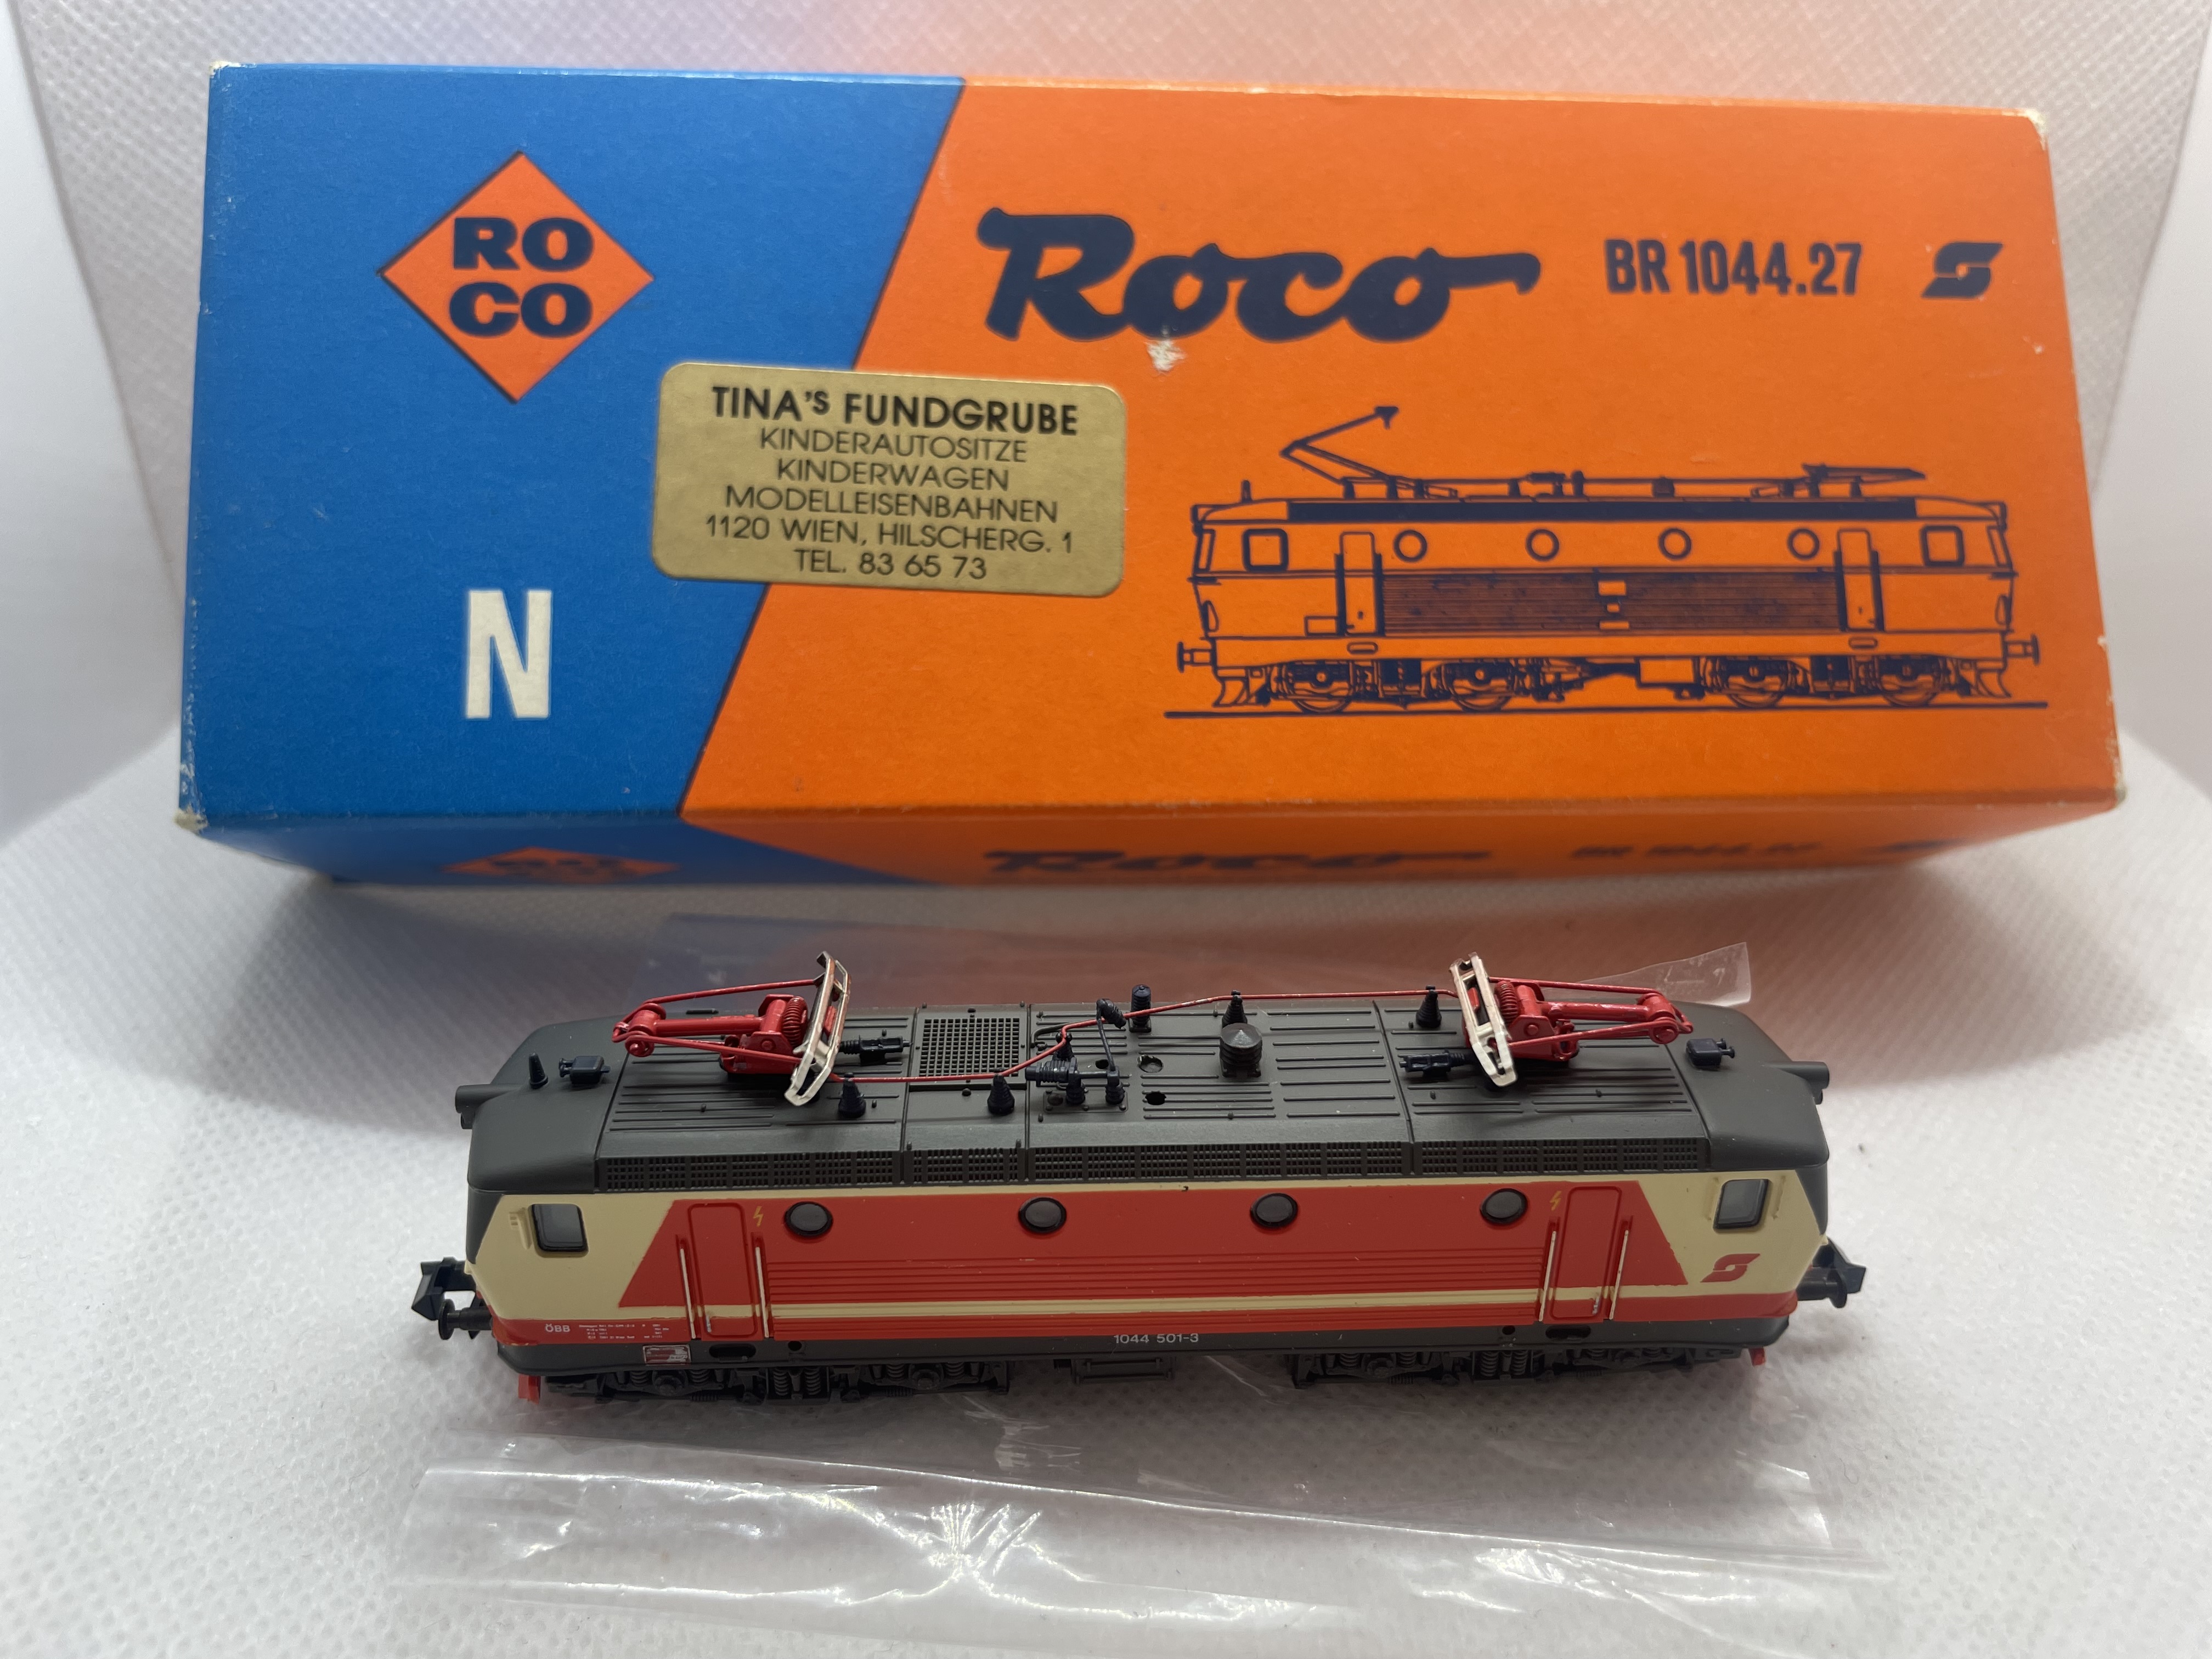 RO
CO
Roco
BR 1044.27
TINA'S FUNDGRUBE
KINDERAUTOSITZE
KINDERWAGEN
MODELLEISENBAHNEN
1120 WIEN, HILSCHERG. 1
TEL. 83 65 73
N
Roco
ÖBB
1044 501-3